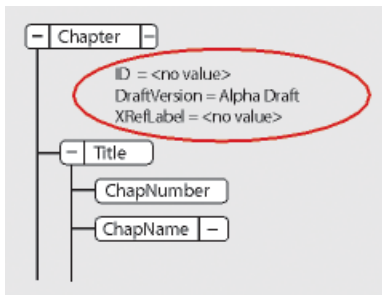 Chapter
ID = <no value>
DraftVersion = Alpha Draft
XRefLabel = <no value>
Title
ChapNumber
ChapName